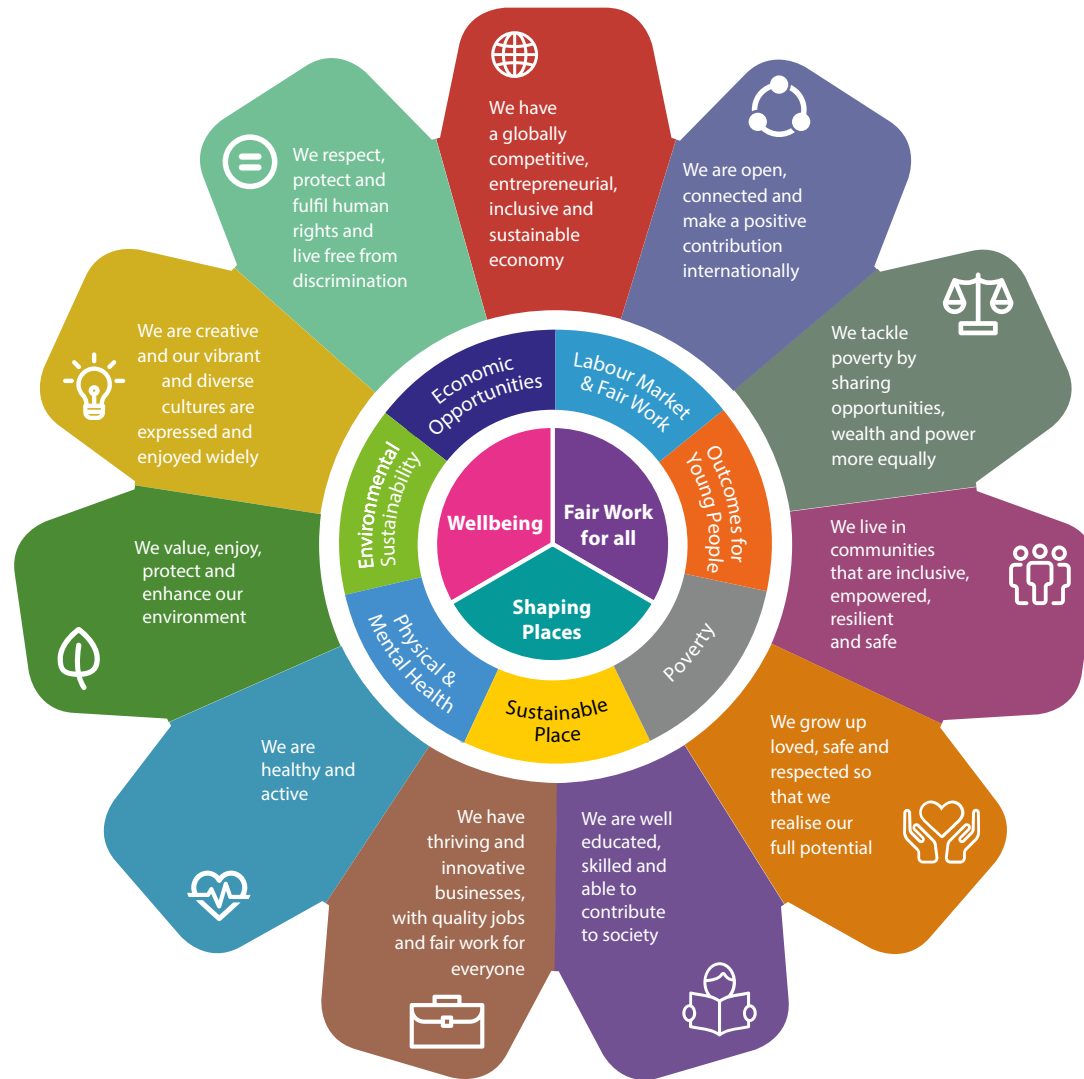 We have
a globally
competitive,
entrepreneurial,
inclusive and
sustainable
economy
We are open,
connected and
make a positive
contribution
internationally
We tackle
poverty by
sharing
opportunities,
wealth and power
more equally
We live in
communities
that are inclusive,
empowered,
resilient
and safe
We grow up
loved, safe and
respected so
that we
realise our
full potential
We are well
educated,
skilled and
able to
contribute
to society
We have
thriving and
innovative
businesses,
with quality jobs
and fair work for
everyone
We are
healthy and
active
We value, enjoy,
protect and
enhance our
environment
We are creative
and our vibrant
and diverse
cultures are
expressed and
enjoyed widely
We respect,
protect and
fulfil human
rights and
live free from
discrimination
Economic
Opportunities
Labour Market
& Fair Work
Outcomes for
Young People
Poverty
Sustainable
Place
Physical &
Mental Health
Environmental
Sustainability
Wellbeing
Fair Work
for all
Shaping
Places